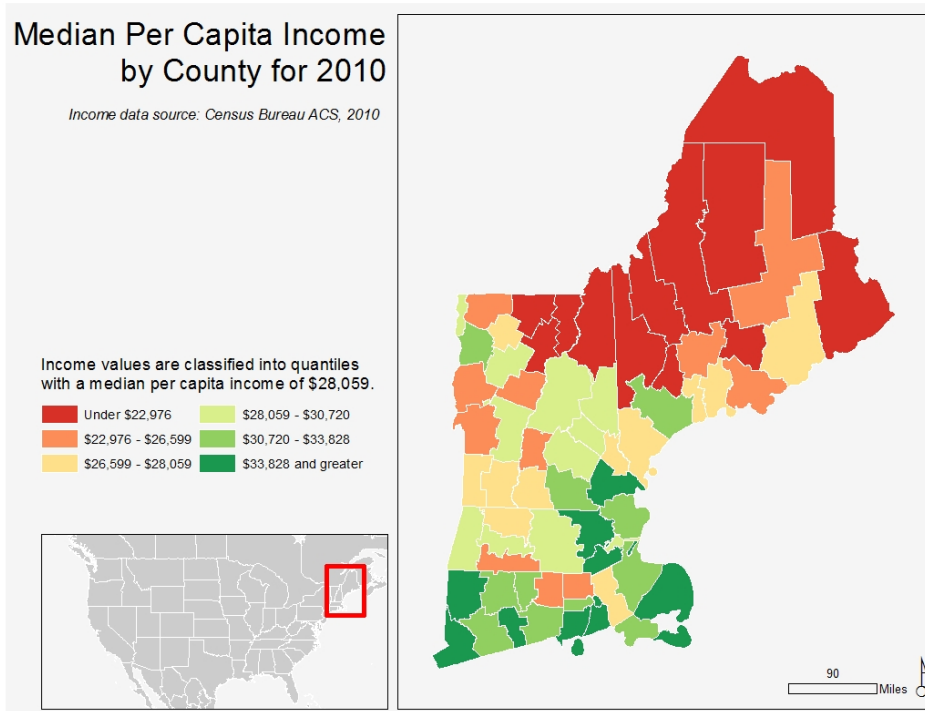 Median Per Capita Income
by County for 2010
Income data source: Census Bureau ACS, 2010
Income values are classified into quantiles
with a median per capita income of $28,059.
Under $22,976
$22,976 - $26,599
$26,599 - $28,059
$28,059 - $30,720
$30,720 - $33,828
$33,828 and greater
90
Miles